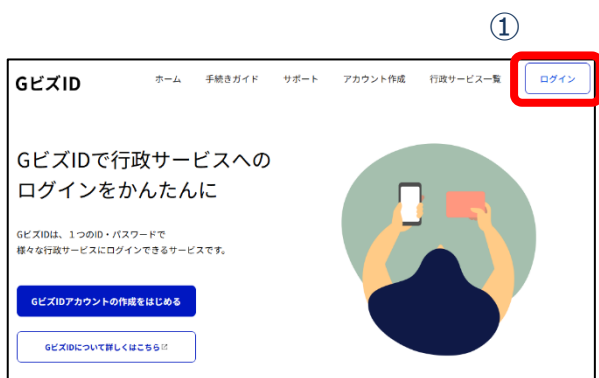 ①
GビズID
ホーム 手続きガイド サポート アカウント作成 行政サービス一覧 ログイン
GビズIDで行政サービスへの
ログインをかんたんに
GビズIDは、1つのID・パスワードで
様々な行政サービスにログインできるサービスです。
GビズIDアカウントの作成をはじめる
GビズIDについて詳しくはこちら